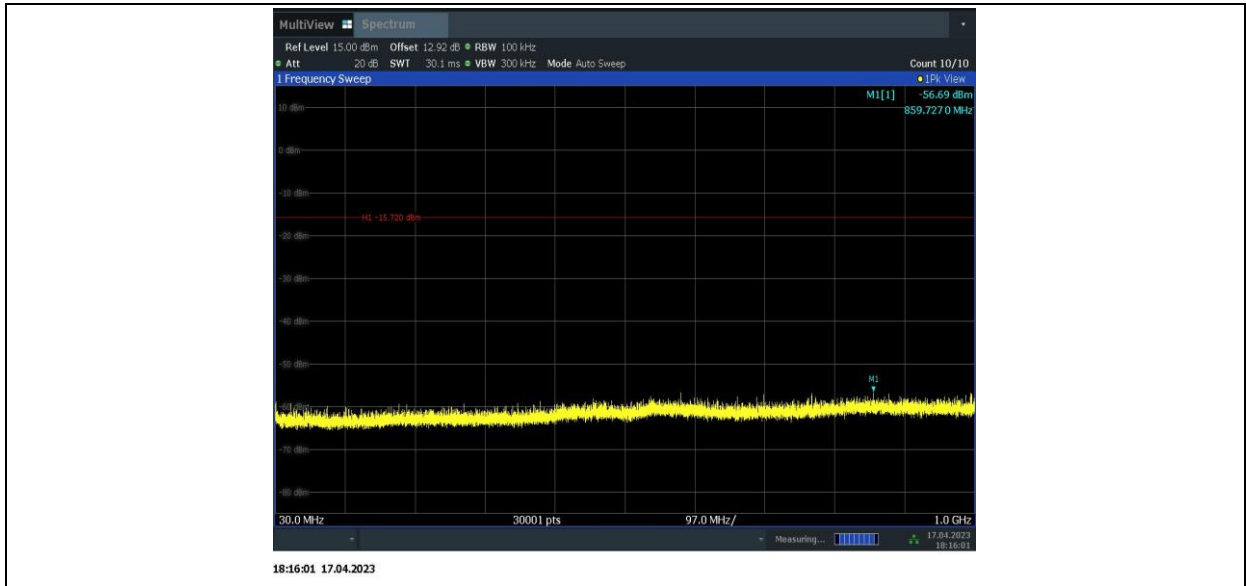 MultiView Spectrum
Ref Level 15.00 dBm Offset 12.92 dB RBW 100 kHz
Att 20 dB SWT 30.1 ms VBW 300 kHz Mode Auto Sweep Count 10/10
1 Frequency Sweep 1Pk View
M1[1] -56.69 dBm
10 dBm
859.7270 MHz
0 dBm
-10 dBm
H1 -15.720 dBm
-20 dBm
-30 dBm
-40 dBm
-50 dBm
M1
-60 dBm
-70 dBm
-80 dBm
30.0 MHz 30001 pts 97.0 MHz/ 1.0 GHz
Measuring... 17.04.2023
18:16:01
18:16:01 17.04.2023